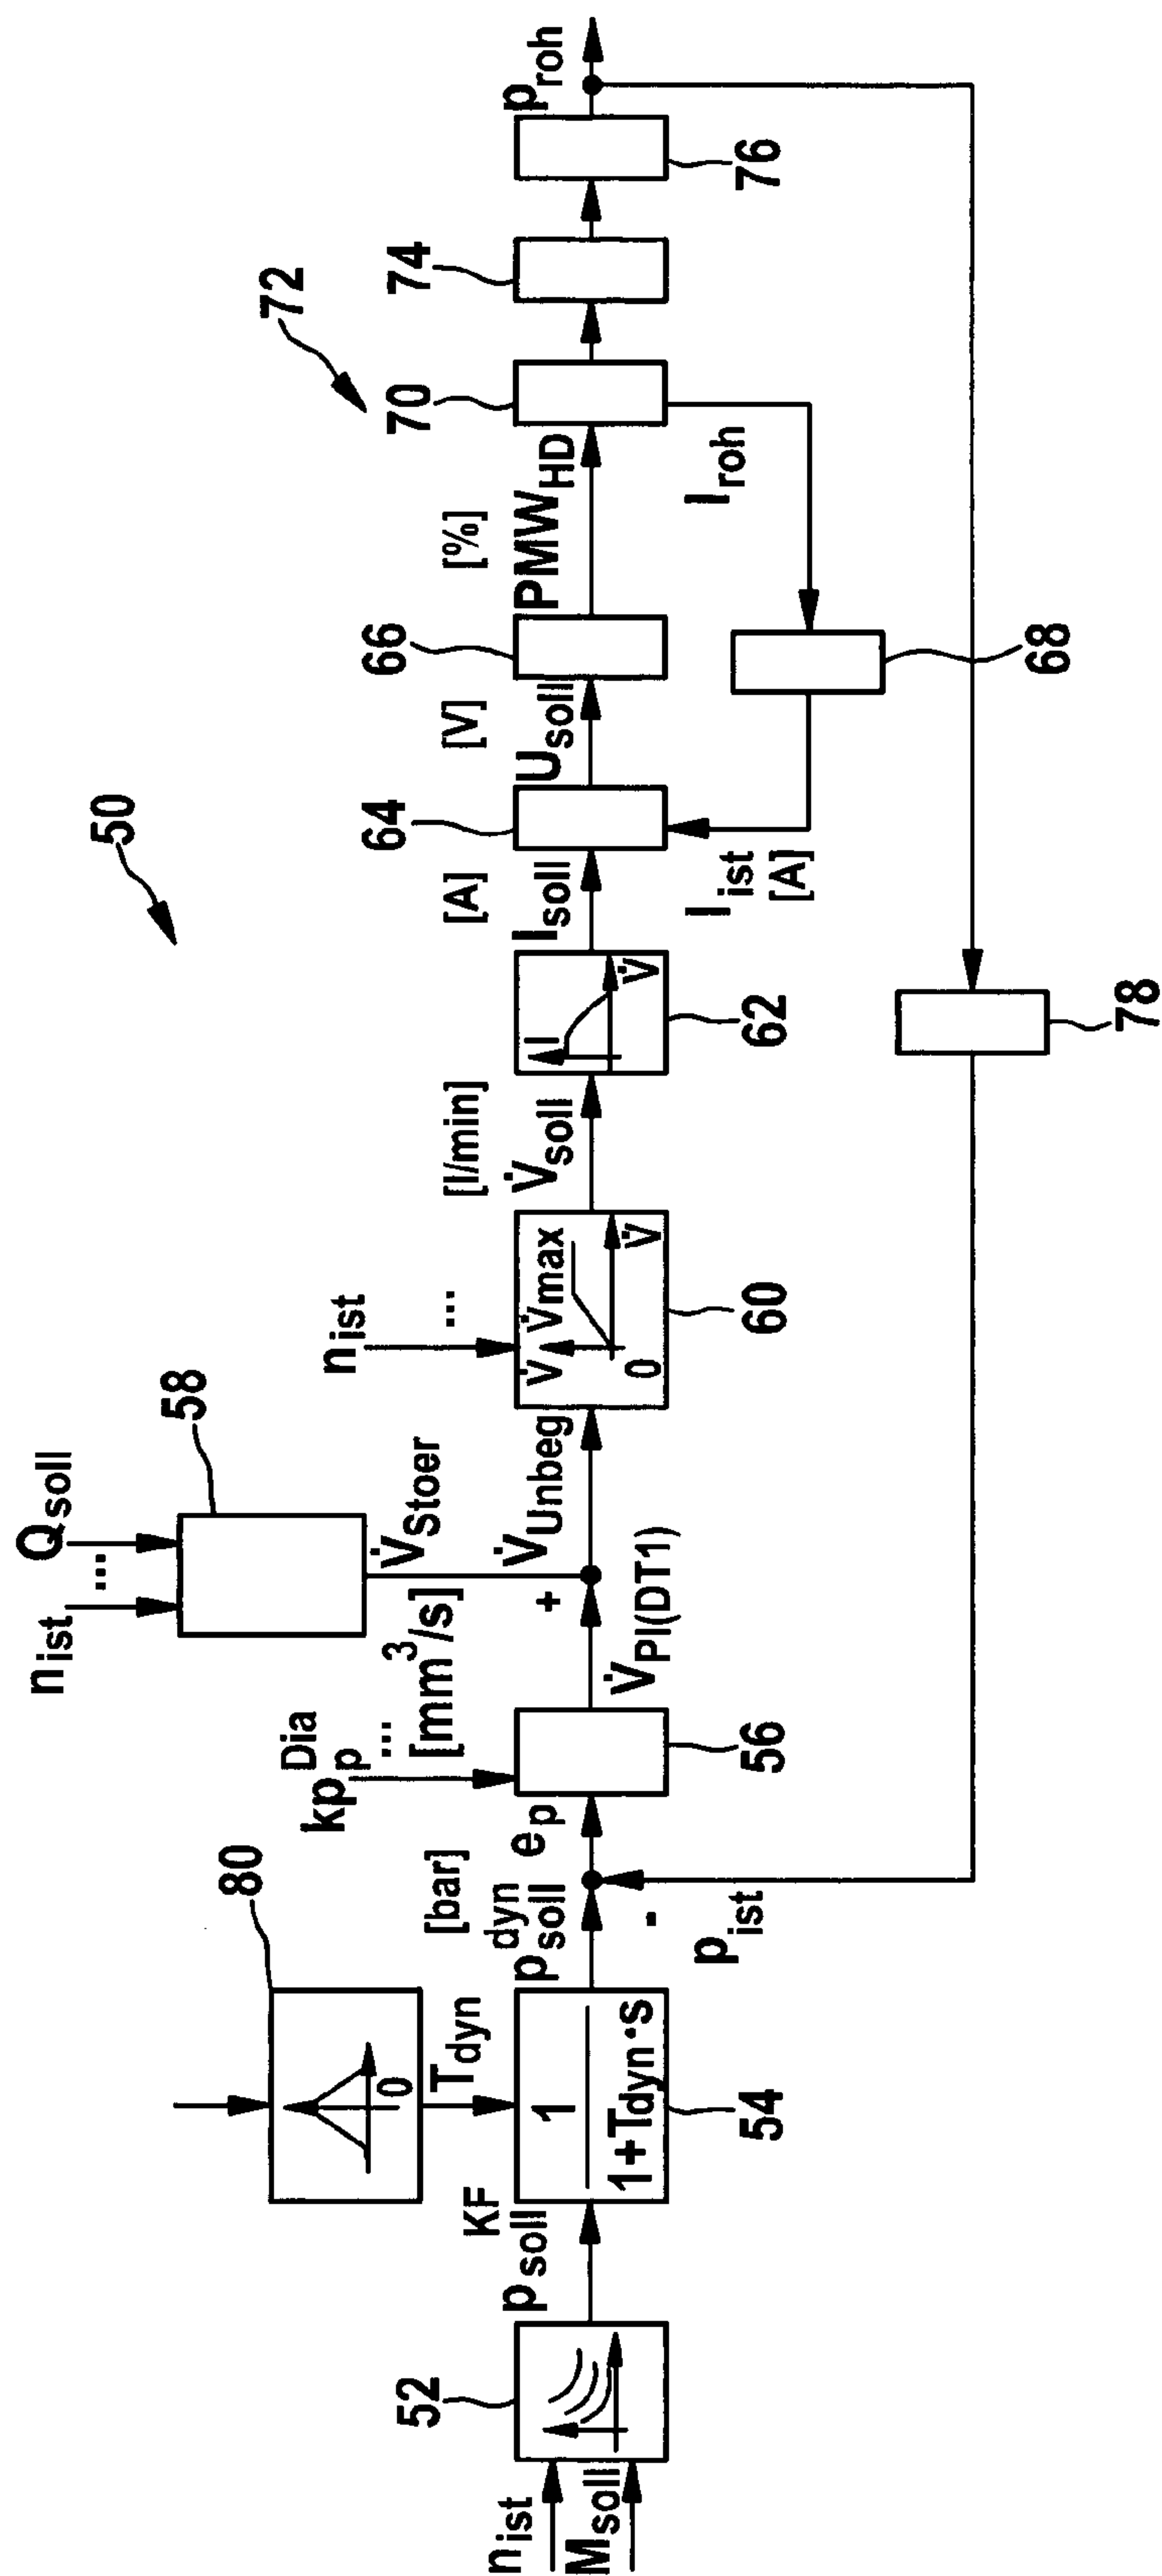 50
72
n_ist
Q_soll
...
58
V̇_Stoer
80
T_dyn
0
kp_p^Dia
...
[mm³/s]
n_ist
...
[bar]
[l/min]
[A]
[V]
[%]
52
n_ist
M_soll
p_soll^KF
1
1+T_dyn·s
54
p_soll^dyn
-
p_ist
e_p
56
V̇_PI(DT1)
+
V̇_Unbeg
V̇
V̇max
0
V̇
60
V̇_soll
I
V̇
62
I_soll
64
U_soll
66
PMW_HD
70
74
76
p_roh
I_roh
68
I_ist
[A]
78